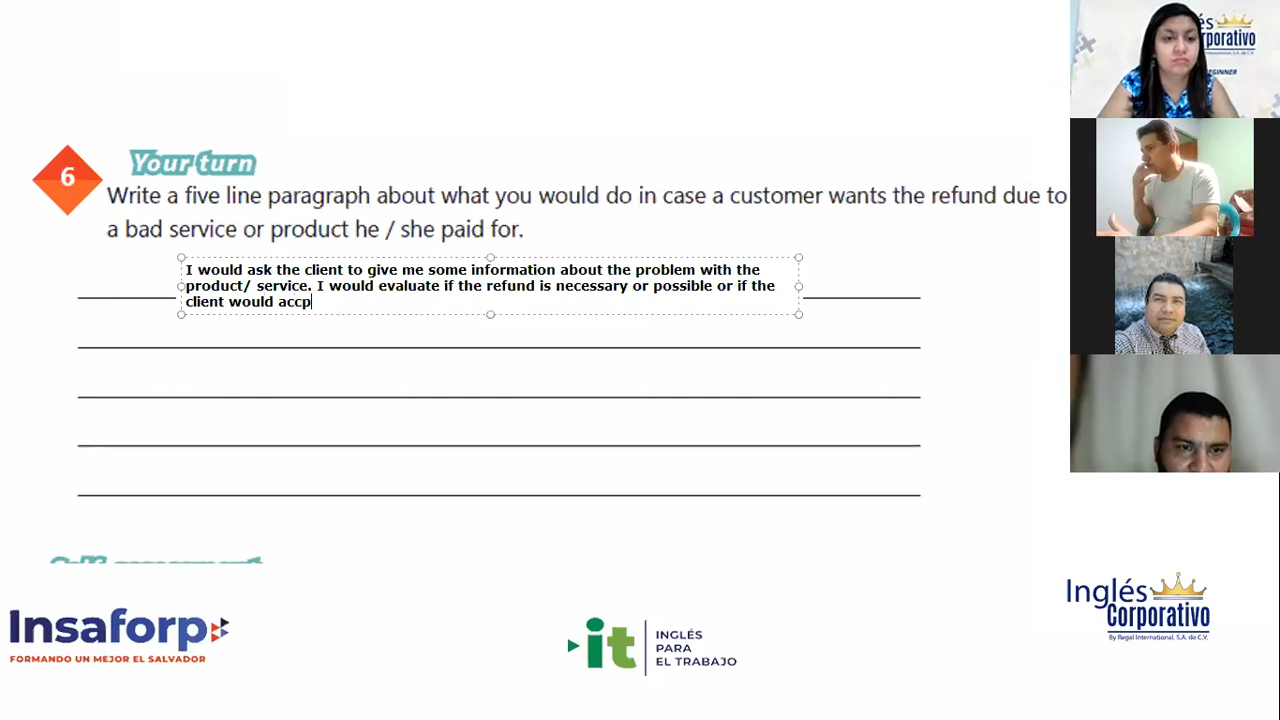 6
Your turn
Write a five line paragraph about what you would do in case a customer wants the refund due to
a bad service or product he / she paid for.
I would ask the client to give me some information about the problem with the
product/ service. I would evaluate if the refund is necessary or possible or if the
client would accp
Insaforp
FORMANDO UN MEJOR EL SALVADOR
it
INGLÉS
PARA
EL TRABAJO
Inglés
Corporativo
By Regal International, S.A. de C.V.
és
rporativo
EGINNER